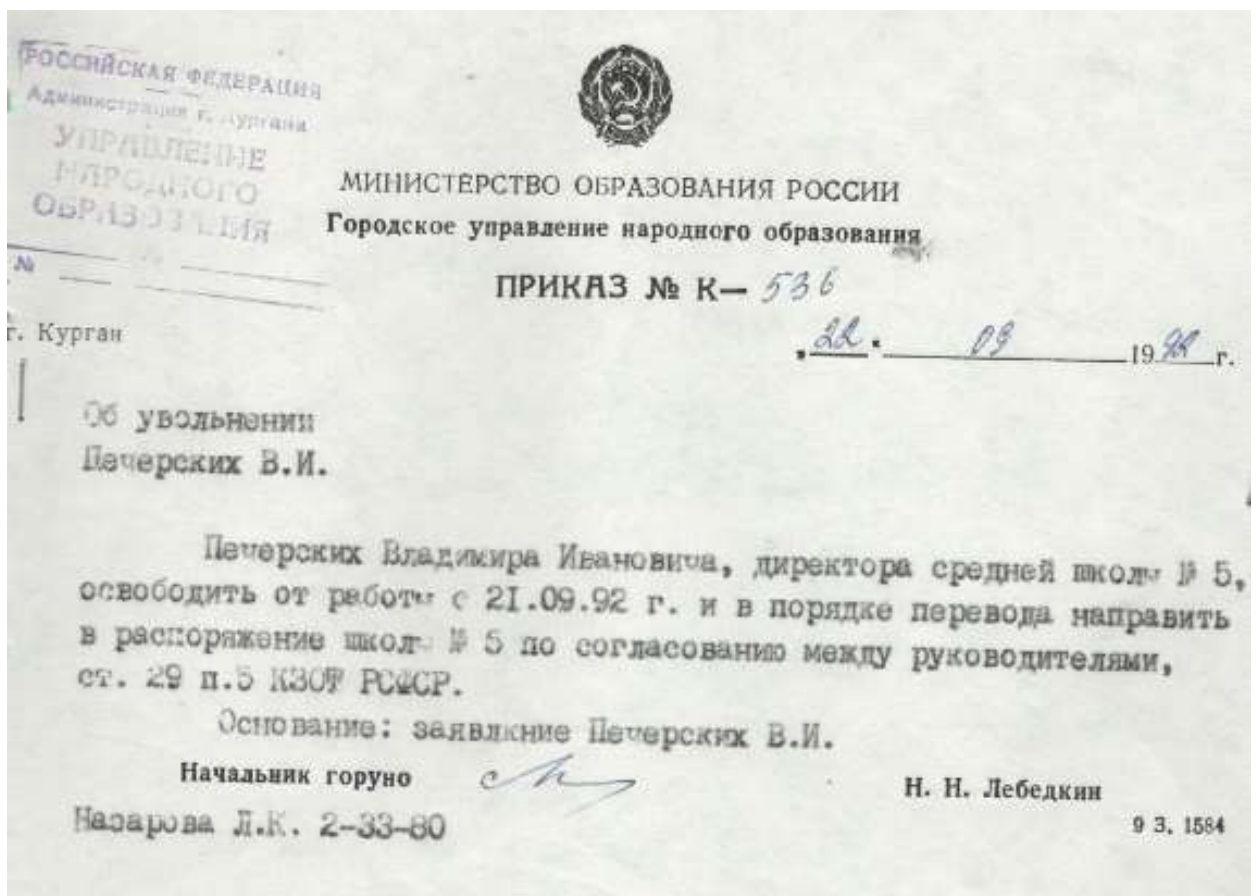 РОССИЙСКАЯ ФЕДЕРАЦИЯ
Администрация г. Кургана
УПРАВЛЕНИЕ
НАРОДНОГО
ОБРАЗОВАНИЯ
№
МИНИСТЕРСТВО ОБРАЗОВАНИЯ РОССИИ
Городское управление народного образования
ПРИКАЗ № К— 536
г. Курган
„22" 09 1992 г.
Об увольнении
Печерских В.И.
Печерских Владимира Ивановича, директора средней школы № 5,
освободить от работы с 21.09.92 г. и в порядке перевода направить
в распоряжение школы № 5 по согласованию между руководителями,
ст. 29 п.5 КЗОТ РСФСР.
Основание: заявлкние Печерских В.И.
Начальник горуно Н. Н. Лебедкин
Назарова Л.К. 2-33-80
9 3. 1584